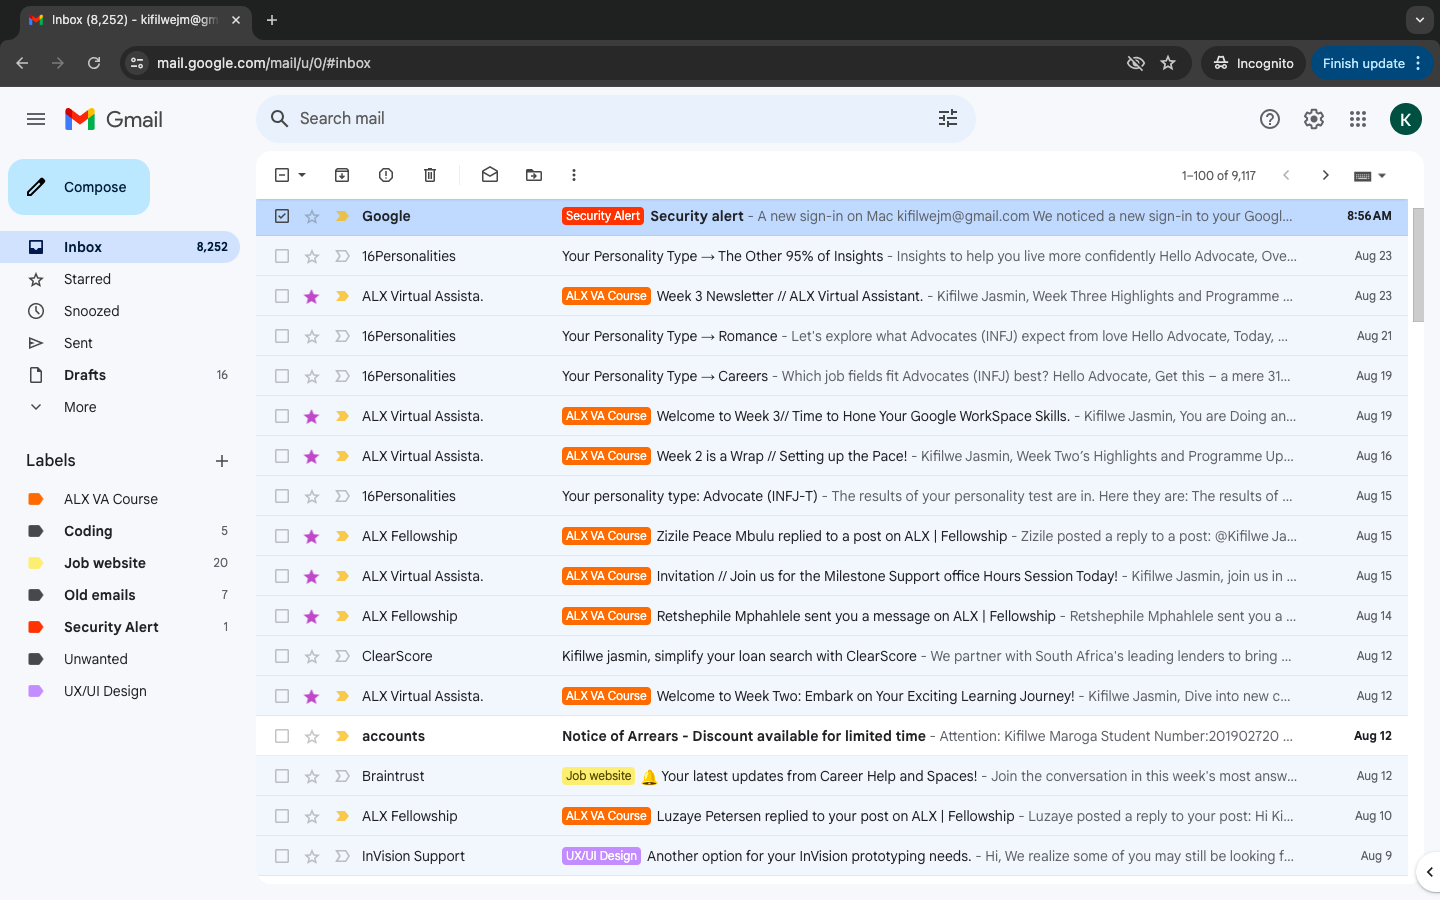 Inbox (8,252) - kifilwejm@gm
mail.google.com/mail/u/0/#inbox
Incognito
Finish update
Gmail
Search mail
K
Compose
1–100 of 9,117
Inbox 8,252
Starred
Snoozed
Sent
Drafts 16
More
Labels
ALX VA Course
Coding 5
Job website 20
Old emails 7
Security Alert 1
Unwanted
UX/UI Design
Google Security Alert Security alert - A new sign-in on Mac kifilwejm@gmail.com We noticed a new sign-in to your Googl... 8:56 AM
16Personalities Your Personality Type → The Other 95% of Insights - Insights to help you live more confidently Hello Advocate, Ove... Aug 23
ALX Virtual Assista. ALX VA Course Week 3 Newsletter // ALX Virtual Assistant. - Kifilwe Jasmin, Week Three Highlights and Programme ... Aug 23
16Personalities Your Personality Type → Romance - Let's explore what Advocates (INFJ) expect from love Hello Advocate, Today, ... Aug 21
16Personalities Your Personality Type → Careers - Which job fields fit Advocates (INFJ) best? Hello Advocate, Get this – a mere 31... Aug 19
ALX Virtual Assista. ALX VA Course Welcome to Week 3// Time to Hone Your Google WorkSpace Skills. - Kifilwe Jasmin, You are Doing an... Aug 19
ALX Virtual Assista. ALX VA Course Week 2 is a Wrap // Setting up the Pace! - Kifilwe Jasmin, Week Two's Highlights and Programme Up... Aug 16
16Personalities Your personality type: Advocate (INFJ-T) - The results of your personality test are in. Here they are: The results of ... Aug 15
ALX Fellowship ALX VA Course Zizile Peace Mbulu replied to a post on ALX | Fellowship - Zizile posted a reply to a post: @Kifilwe Ja... Aug 15
ALX Virtual Assista. ALX VA Course Invitation // Join us for the Milestone Support office Hours Session Today! - Kifilwe Jasmin, join us in ... Aug 15
ALX Fellowship ALX VA Course Retshephile Mphahlele sent you a message on ALX | Fellowship - Retshephile Mphahlele sent you a ... Aug 14
ClearScore Kifilwe jasmin, simplify your loan search with ClearScore - We partner with South Africa's leading lenders to bring ... Aug 12
ALX Virtual Assista. ALX VA Course Welcome to Week Two: Embark on Your Exciting Learning Journey! - Kifilwe Jasmin, Dive into new c... Aug 12
accounts Notice of Arrears - Discount available for limited time - Attention: Kifilwe Maroga Student Number:201902720 ... Aug 12
Braintrust Job website 🔔 Your latest updates from Career Help and Spaces! - Join the conversation in this week's most answ... Aug 12
ALX Fellowship ALX VA Course Luzaye Petersen replied to your post on ALX | Fellowship - Luzaye posted a reply to your post: Hi Ki... Aug 10
InVision Support UX/UI Design Another option for your InVision prototyping needs. - Hi, We realize some of you may still be looking f... Aug 9